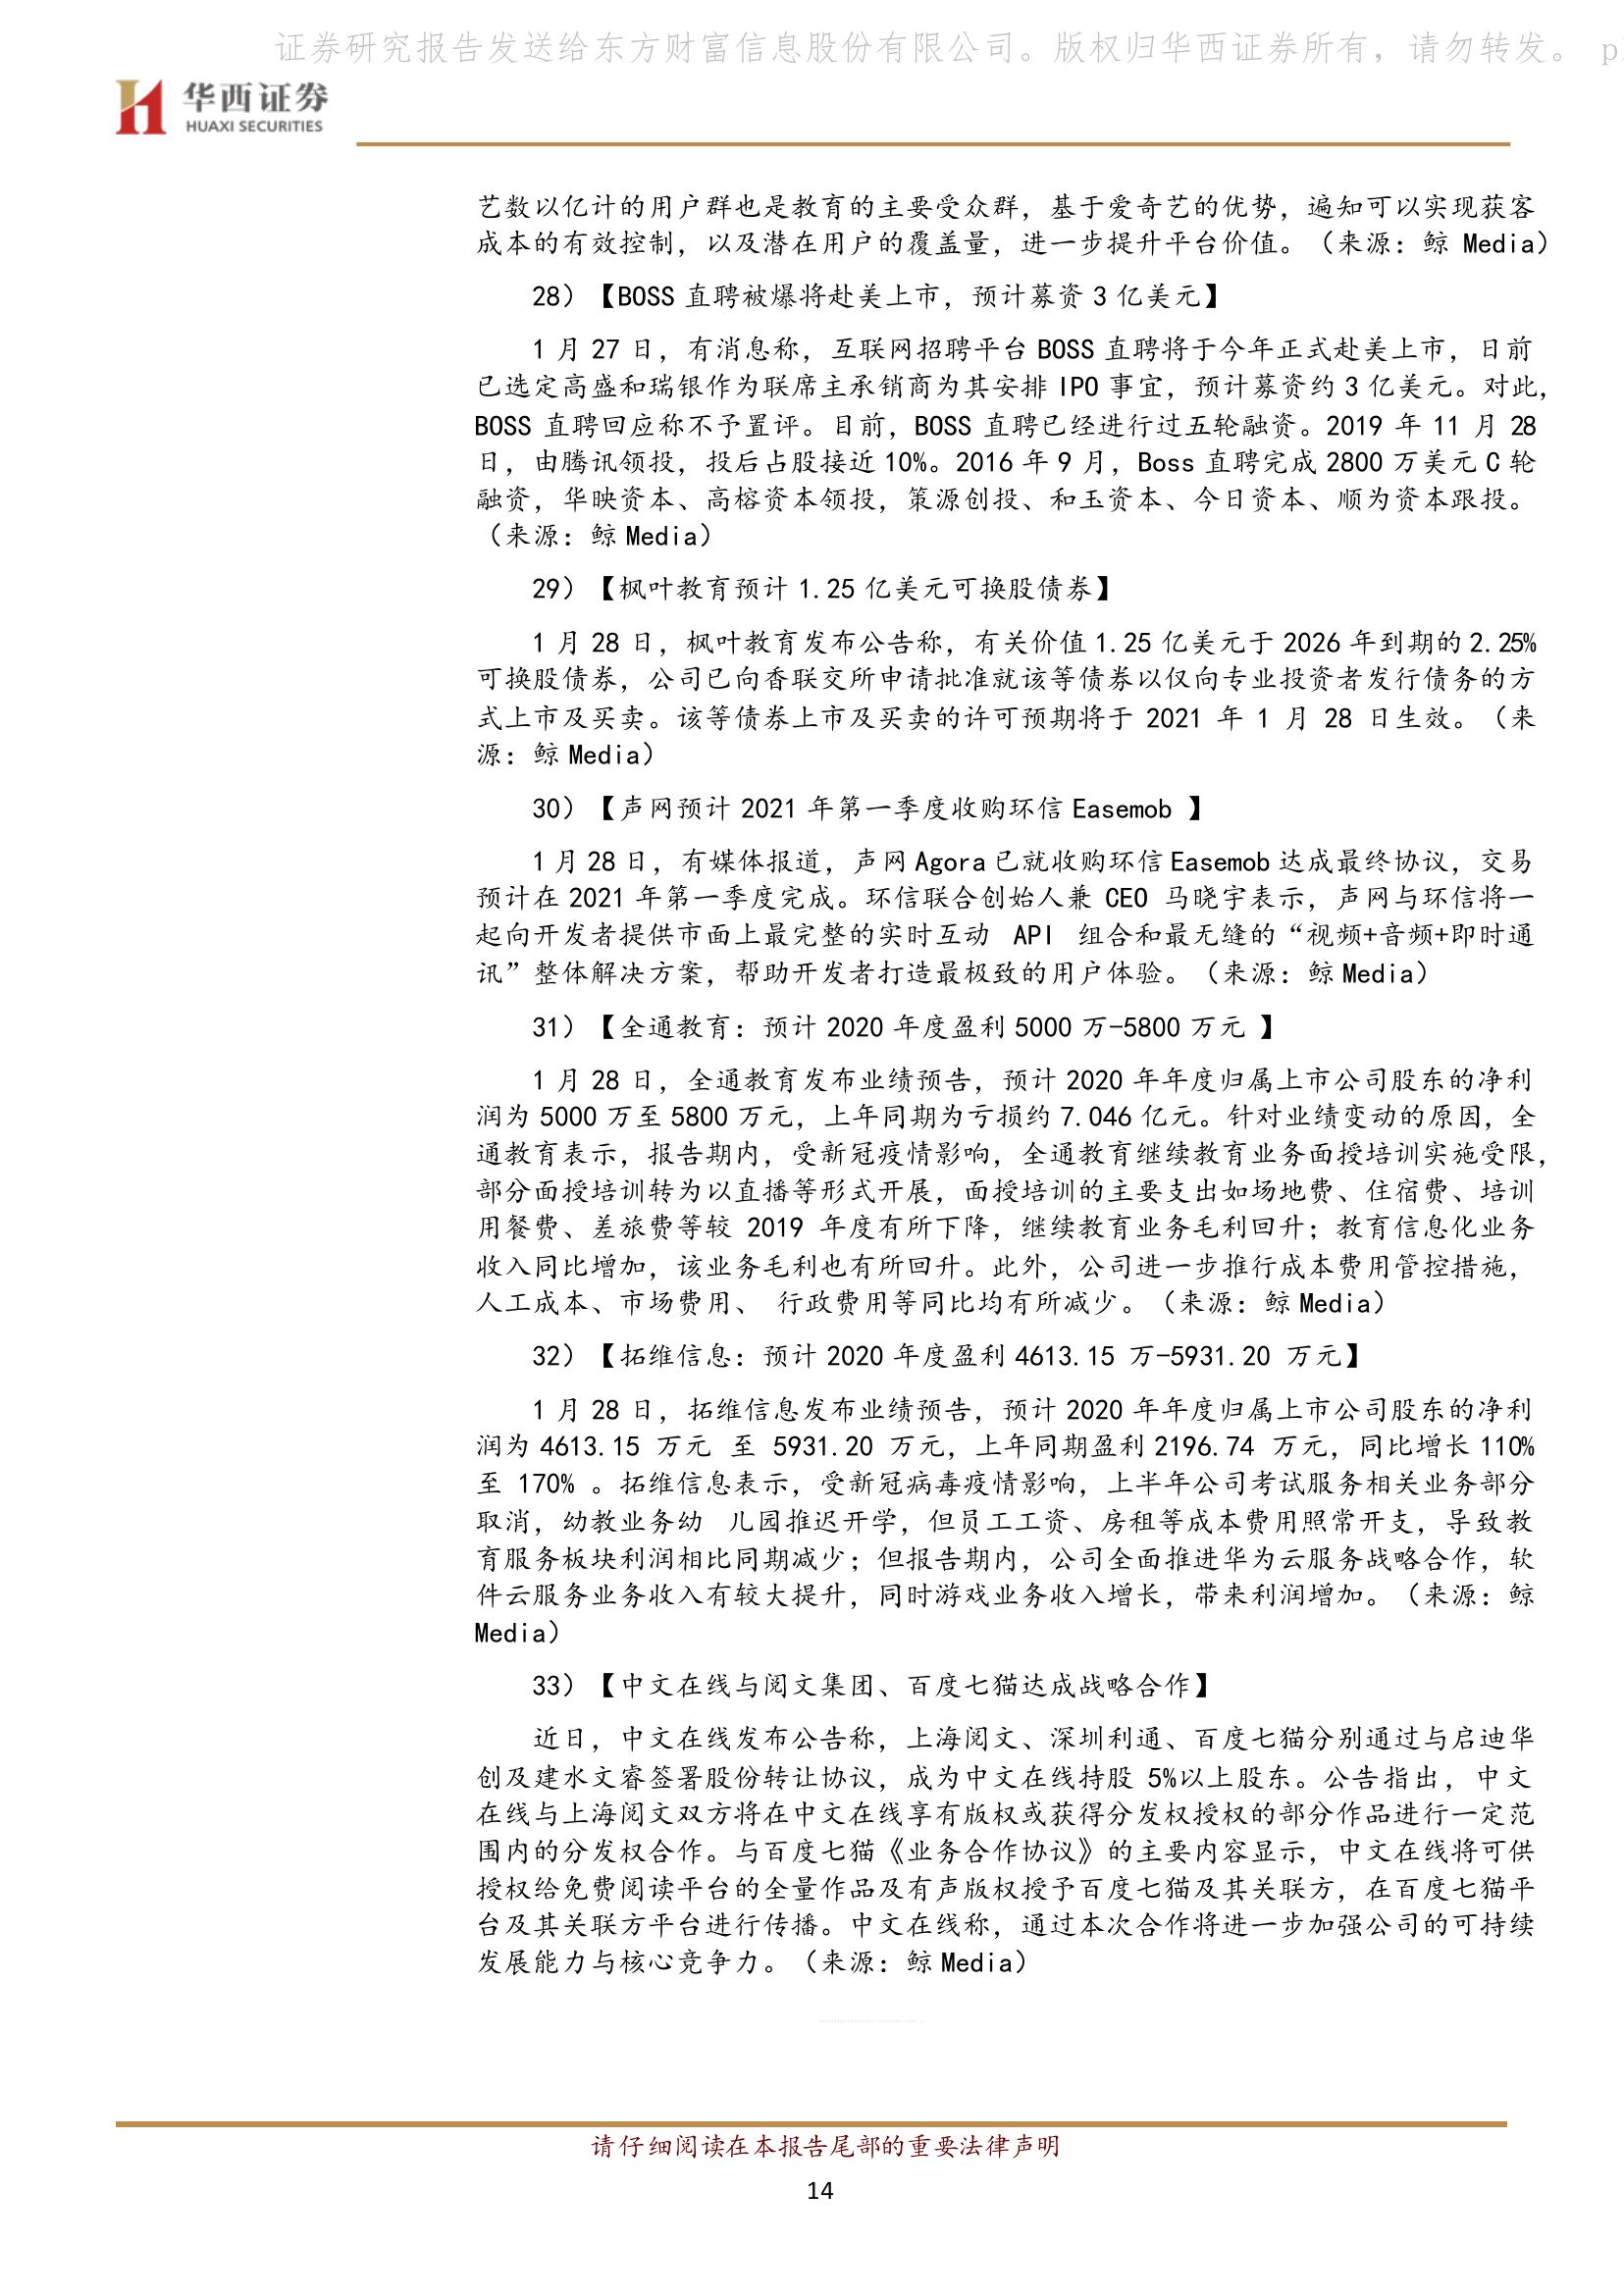 证券研究报告发送给东方财富信息股份有限公司。版权归华西证券所有，请勿转发。 p
华西证券
HUAXI SECURITIES
艺数以亿计的用户群也是教育的主要受众群，基于爱奇艺的优势，遍知可以实现获客
成本的有效控制，以及潜在用户的覆盖量，进一步提升平台价值。（来源：鲸 Media）
28）【BOSS 直聘被爆将赴美上市，预计募资 3 亿美元】
1 月 27 日，有消息称，互联网招聘平台 BOSS 直聘将于今年正式赴美上市，日前
已选定高盛和瑞银作为联席主承销商为其安排 IPO 事宜，预计募资约 3 亿美元。对此，
BOSS 直聘回应称不予置评。目前，BOSS 直聘已经进行过五轮融资。2019 年 11 月 28
日，由腾讯领投，投后占股接近 10%。2016 年 9 月，Boss 直聘完成 2800 万美元 C 轮
融资，华映资本、高榕资本领投，策源创投、和玉资本、今日资本、顺为资本跟投。
（来源：鲸 Media）
29）【枫叶教育预计 1.25 亿美元可换股债券】
1 月 28 日，枫叶教育发布公告称，有关价值 1.25 亿美元于 2026 年到期的 2.25%
可换股债券，公司已向香联交所申请批准就该等债券以仅向专业投资者发行债务的方
式上市及买卖。该等债券上市及买卖的许可预期将于 2021 年 1 月 28 日生效。（来
源：鲸 Media）
30）【声网预计 2021 年第一季度收购环信 Easemob 】
1 月 28 日，有媒体报道，声网 Agora 已就收购环信 Easemob 达成最终协议，交易
预计在 2021 年第一季度完成。环信联合创始人兼 CEO 马晓宇表示，声网与环信将一
起向开发者提供市面上最完整的实时互动 API 组合和最无缝的“视频+音频+即时通
讯”整体解决方案，帮助开发者打造最极致的用户体验。（来源：鲸 Media）
31）【全通教育：预计 2020 年度盈利 5000 万-5800 万元 】
1 月 28 日，全通教育发布业绩预告，预计 2020 年年度归属上市公司股东的净利
润为 5000 万至 5800 万元，上年同期为亏损约 7.046 亿元。针对业绩变动的原因，全
通教育表示，报告期内，受新冠疫情影响，全通教育继续教育业务面授培训实施受限，
部分面授培训转为以直播等形式开展，面授培训的主要支出如场地费、住宿费、培训
用餐费、差旅费等较 2019 年度有所下降，继续教育业务毛利回升；教育信息化业务
收入同比增加，该业务毛利也有所回升。此外，公司进一步推行成本费用管控措施，
人工成本、市场费用、 行政费用等同比均有所减少。（来源：鲸 Media）
32）【拓维信息：预计 2020 年度盈利 4613.15 万-5931.20 万元】
1 月 28 日，拓维信息发布业绩预告，预计 2020 年年度归属上市公司股东的净利
润为 4613.15 万元 至 5931.20 万元，上年同期盈利 2196.74 万元，同比增长 110%
至 170% 。拓维信息表示，受新冠病毒疫情影响，上半年公司考试服务相关业务部分
取消，幼教业务幼 儿园推迟开学，但员工工资、房租等成本费用照常开支，导致教
育服务板块利润相比同期减少；但报告期内，公司全面推进华为云服务战略合作，软
件云服务业务收入有较大提升，同时游戏业务收入增长，带来利润增加。（来源：鲸
Media）
33）【中文在线与阅文集团、百度七猫达成战略合作】
近日，中文在线发布公告称，上海阅文、深圳利通、百度七猫分别通过与启迪华
创及建水文睿签署股份转让协议，成为中文在线持股 5%以上股东。公告指出，中文
在线与上海阅文双方将在中文在线享有版权或获得分发权授权的部分作品进行一定范
围内的分发权合作。与百度七猫《业务合作协议》的主要内容显示，中文在线将可供
授权给免费阅读平台的全量作品及有声版权授予百度七猫及其关联方，在百度七猫平
台及其关联方平台进行传播。中文在线称，通过本次合作将进一步加强公司的可持续
发展能力与核心竞争力。（来源：鲸 Media）
请仔细阅读在本报告尾部的重要法律声明
14